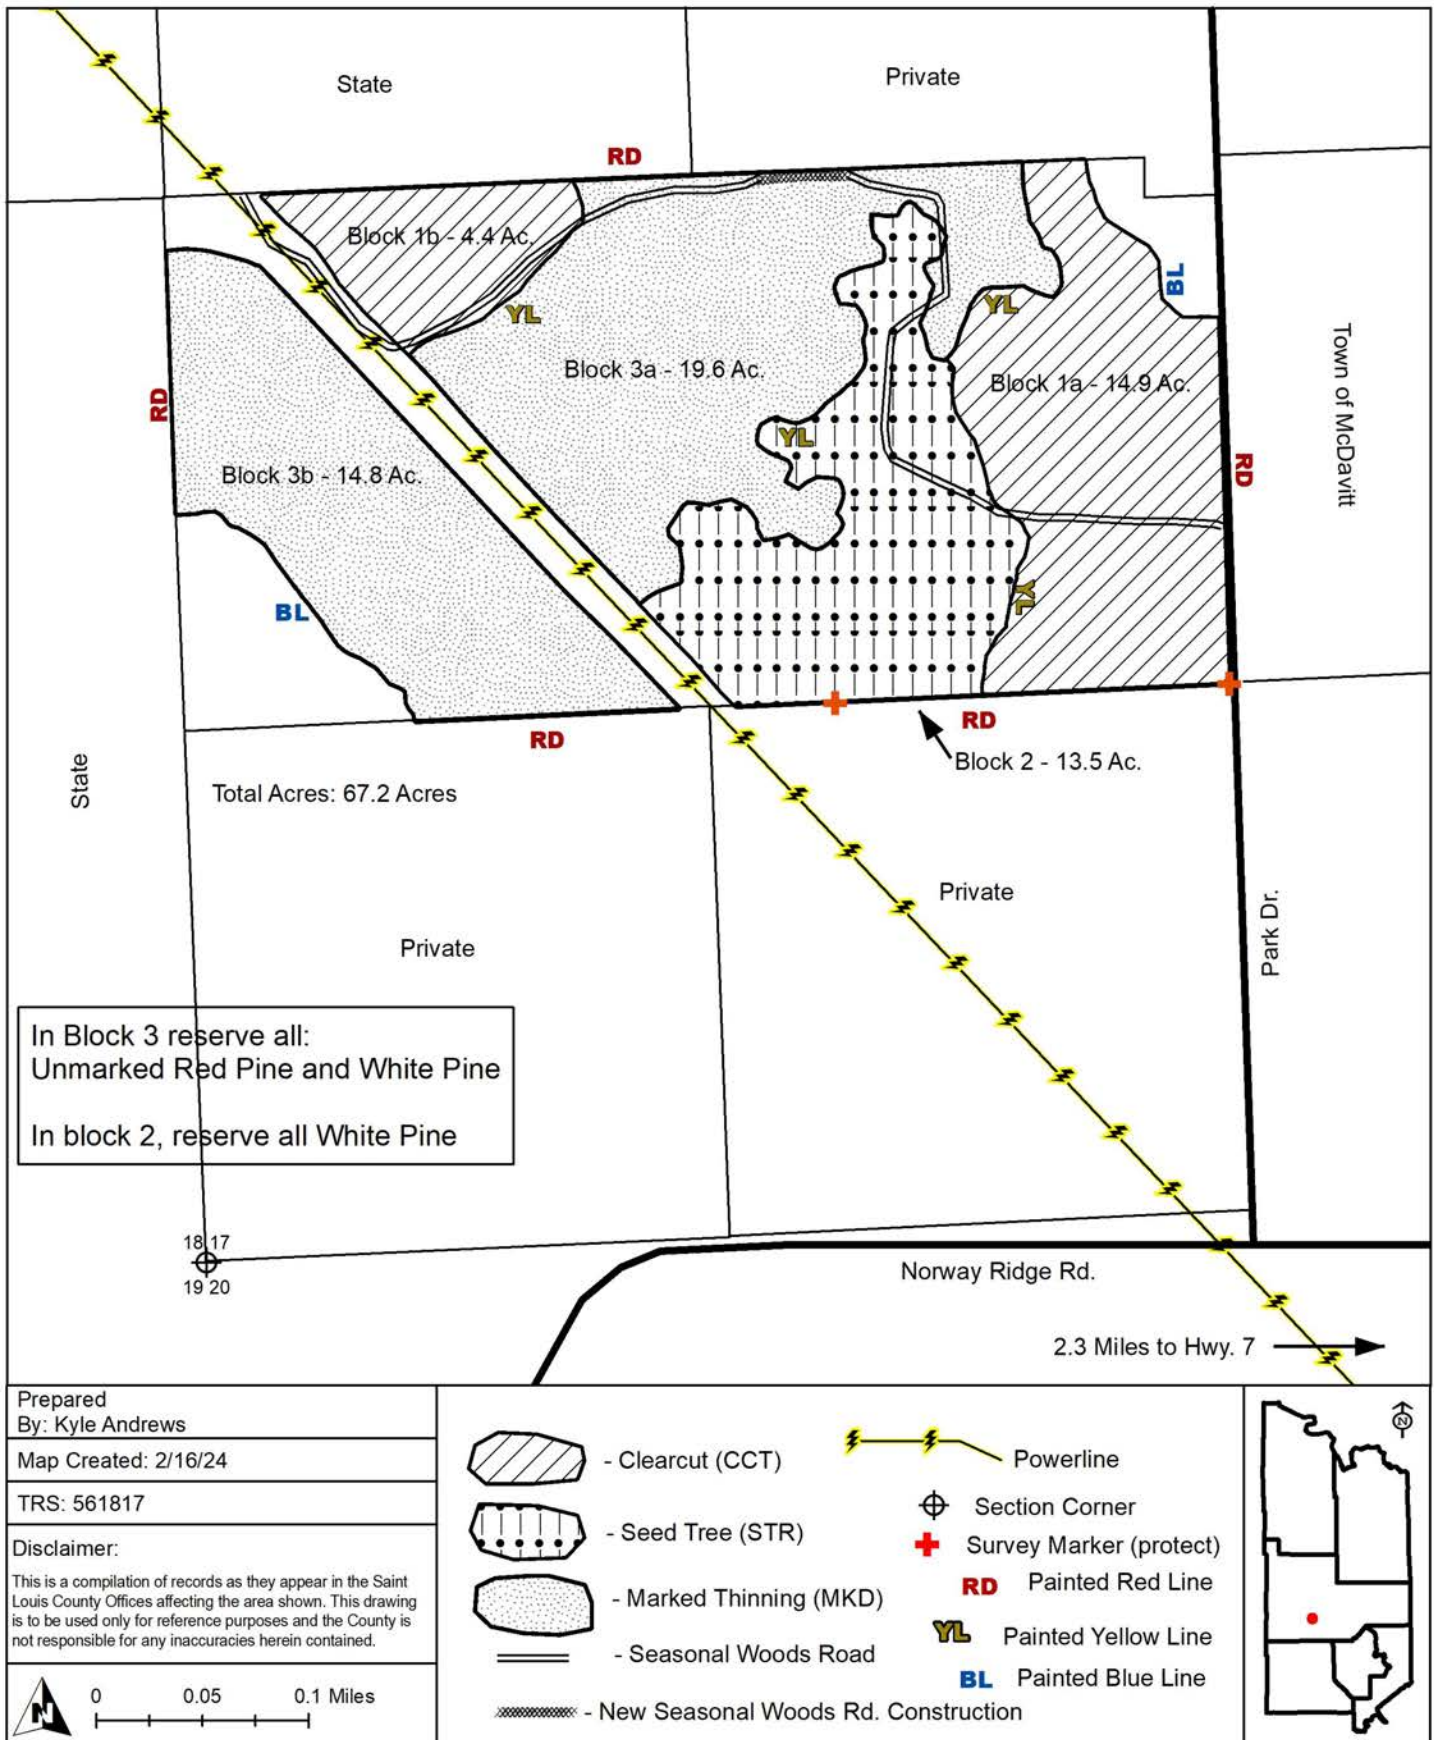 State
Private
RD
Block 1b - 4.4 Ac.
BL
YL
YL
Block 3a - 19.6 Ac.
Block 1a - 14.9 Ac.
Town of McDavitt
RD
YL
RD
Block 3b - 14.8 Ac.
BL
YL
RD
RD
Block 2 - 13.5 Ac.
State
Total Acres: 67.2 Acres
Private
Park Dr.
Private
In Block 3 reserve all:
Unmarked Red Pine and White Pine
In block 2, reserve all White Pine
18 17
19 20
Norway Ridge Rd.
2.3 Miles to Hwy. 7
Prepared
By: Kyle Andrews
Map Created: 2/16/24
TRS: 561817
Disclaimer:
This is a compilation of records as they appear in the Saint
Louis County Offices affecting the area shown. This drawing
is to be used only for reference purposes and the County is
not responsible for any inaccuracies herein contained.
N
0 0.05 0.1 Miles
- Clearcut (CCT)
- Seed Tree (STR)
- Marked Thinning (MKD)
- Seasonal Woods Road
- New Seasonal Woods Rd. Construction
Powerline
Section Corner
Survey Marker (protect)
RD Painted Red Line
YL Painted Yellow Line
BL Painted Blue Line
N